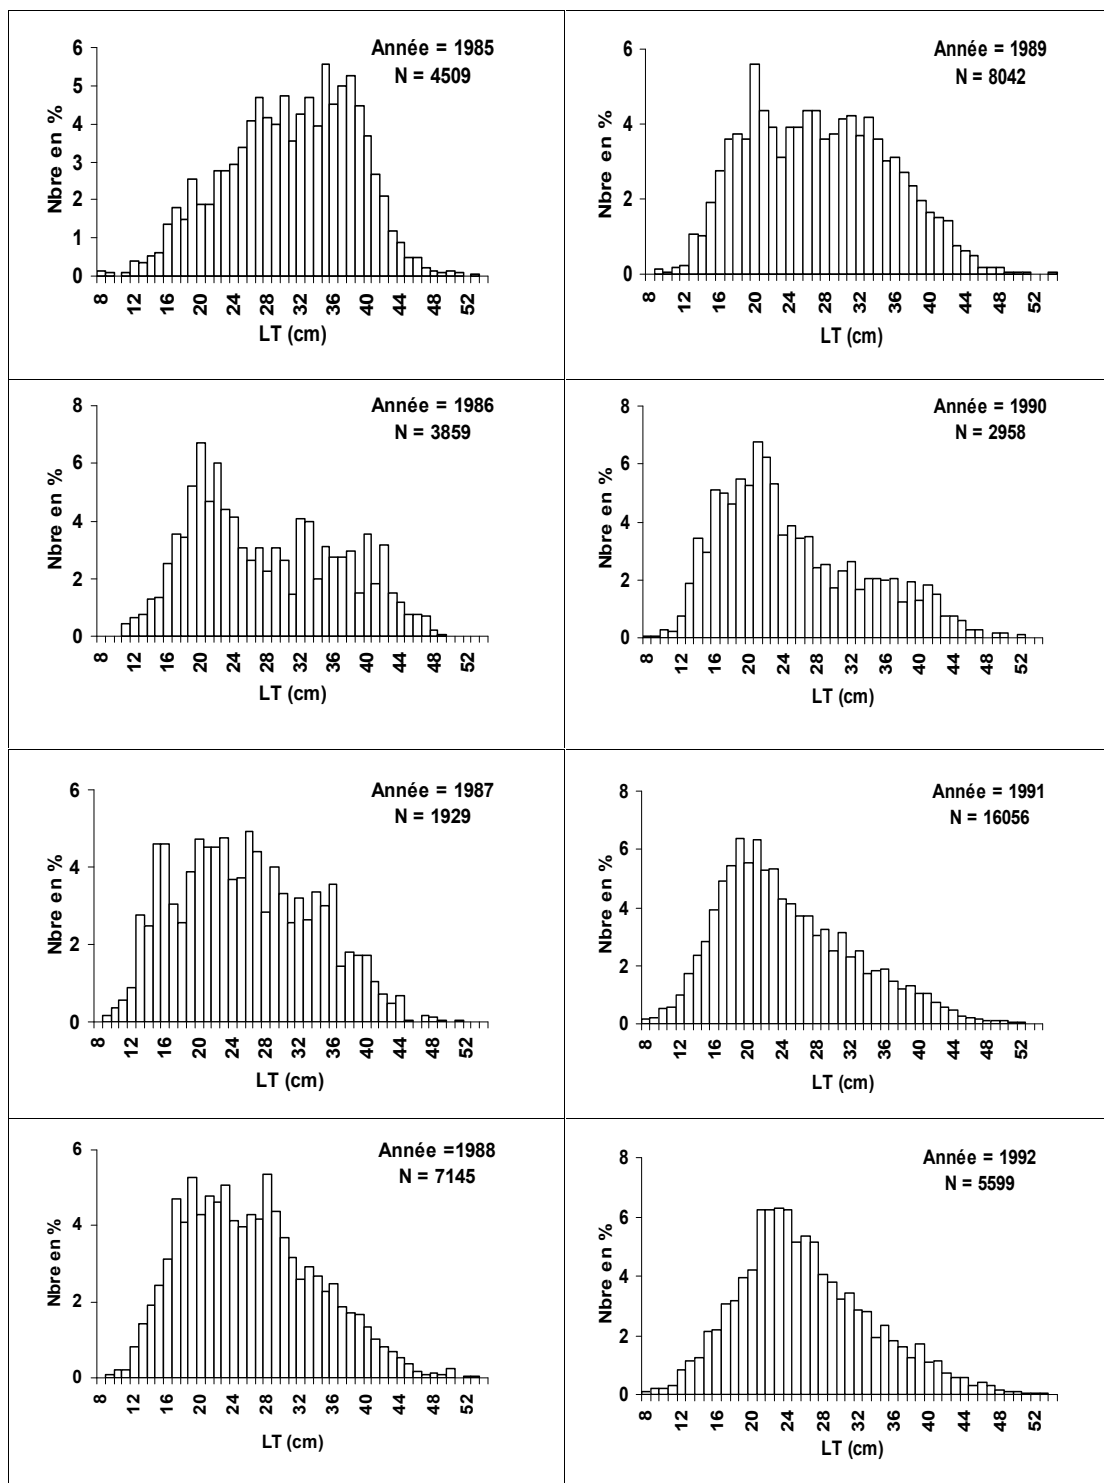 Année = 1985
N = 4509
Nbre en %
6
5
4
3
2
1
0
8 12 16 20 24 28 32 36 40 44 48 52
LT (cm)
Année = 1989
N = 8042
Nbre en %
6
4
2
0
8 12 16 20 24 28 32 36 40 44 48 52
LT (cm)
Année = 1986
N = 3859
Nbre en %
8
6
4
2
0
8 12 16 20 24 28 32 36 40 44 48 52
LT (cm)
Année = 1990
N = 2958
Nbre en %
8
6
4
2
0
8 12 16 20 24 28 32 36 40 44 48 52
LT (cm)
Année = 1987
N = 1929
Nbre en %
6
4
2
0
8 12 16 20 24 28 32 36 40 44 48 52
LT (cm)
Année = 1991
N = 16056
Nbre en %
8
6
4
2
0
8 12 16 20 24 28 32 36 40 44 48 52
LT (cm)
Année =1988
N = 7145
Nbre en %
6
4
2
0
8 12 16 20 24 28 32 36 40 44 48 52
LT (cm)
Année = 1992
N = 5599
Nbre en %
8
6
4
2
0
8 12 16 20 24 28 32 36 40 44 48 52
LT (cm)